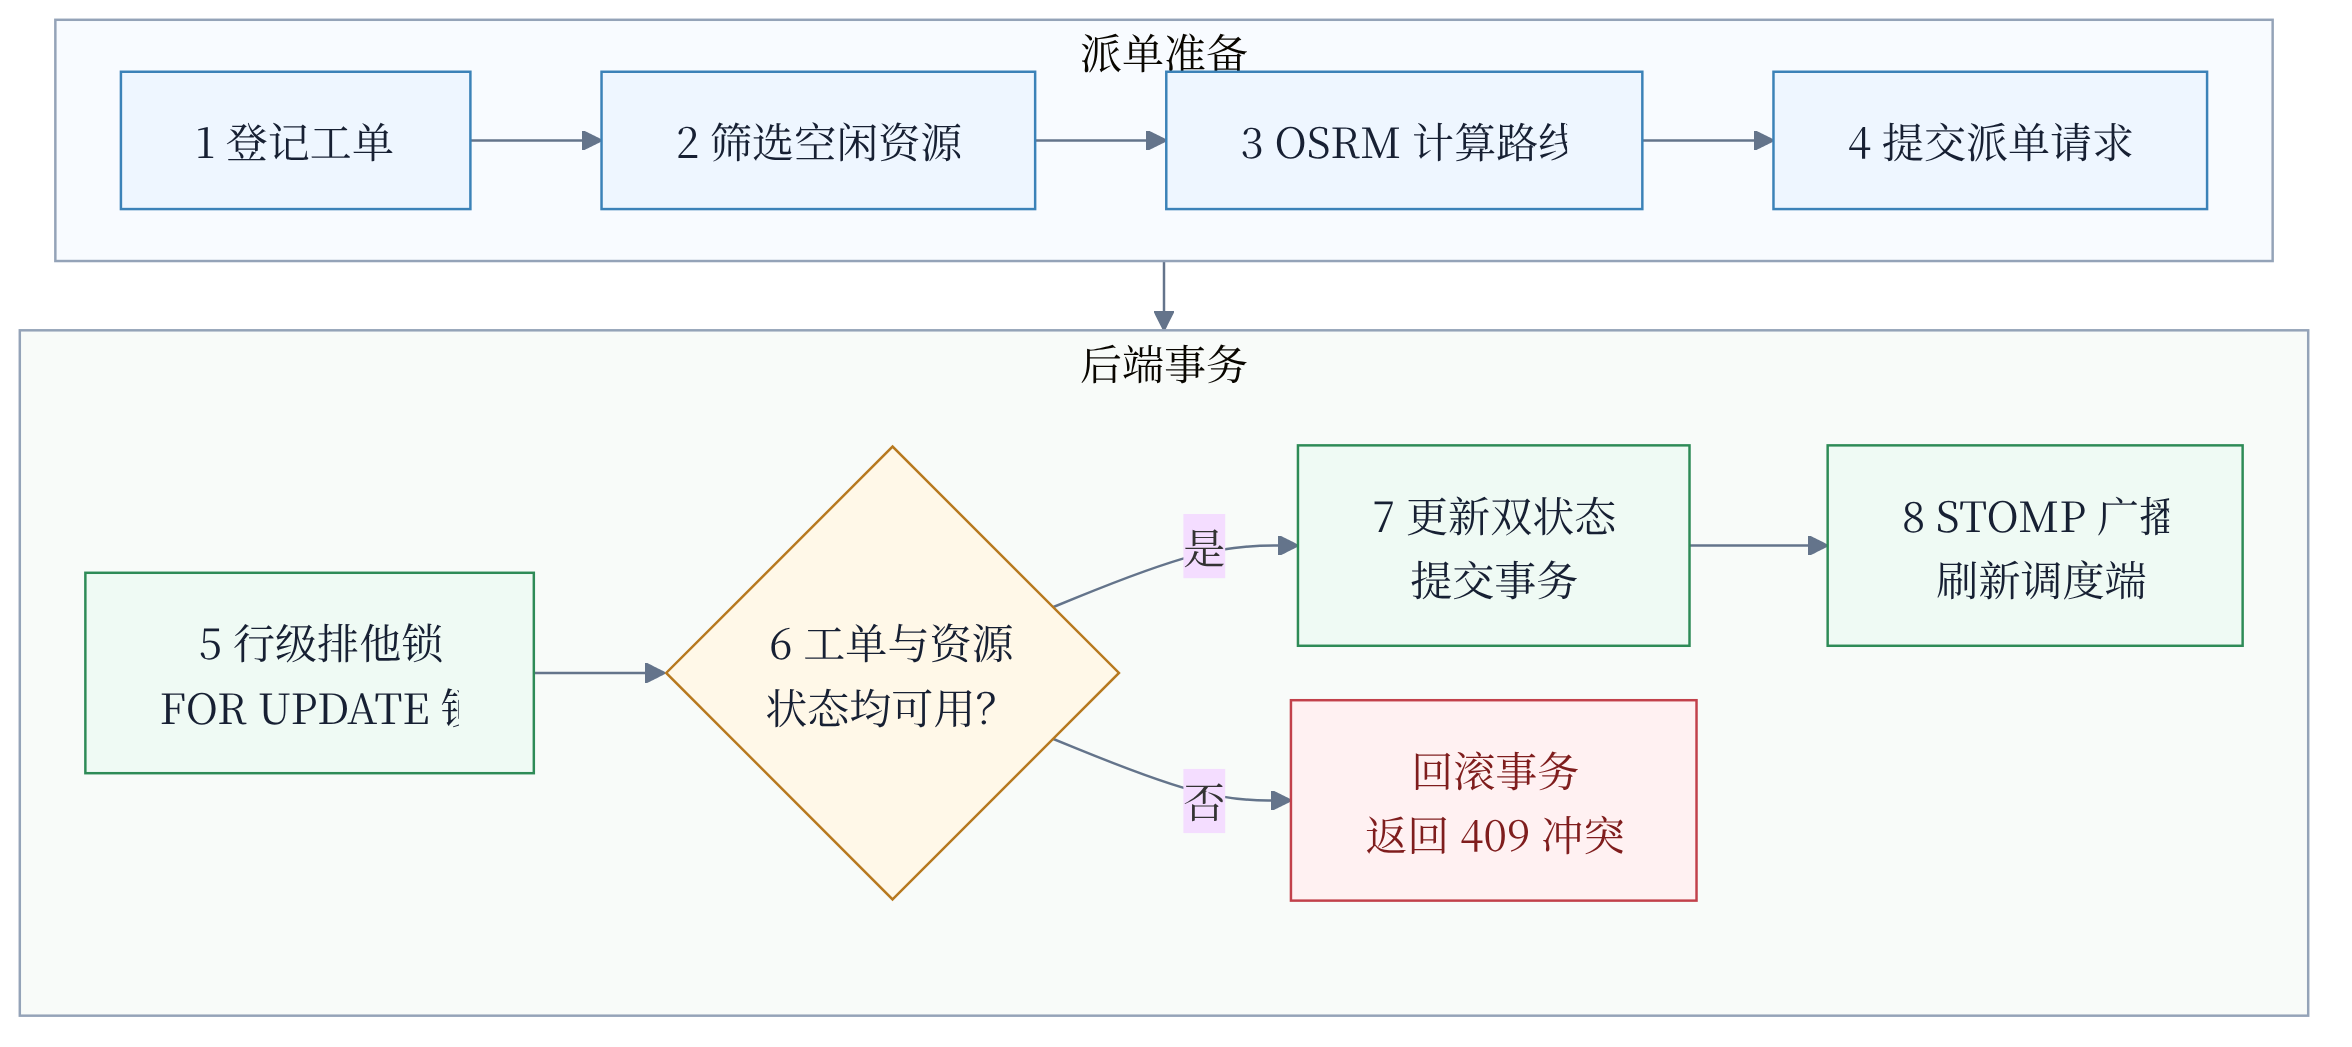 派单准备
1 登记工单
2 筛选空闲资源
3 OSRM 计算路线
4 提交派单请求
后端事务
5 行级排他锁
FOR UPDATE
6 工单与资源
状态均可用?
是
7 更新双状态
提交事务
8 STOMP 广播
刷新调度端
否
回滚事务
返回 409 冲突